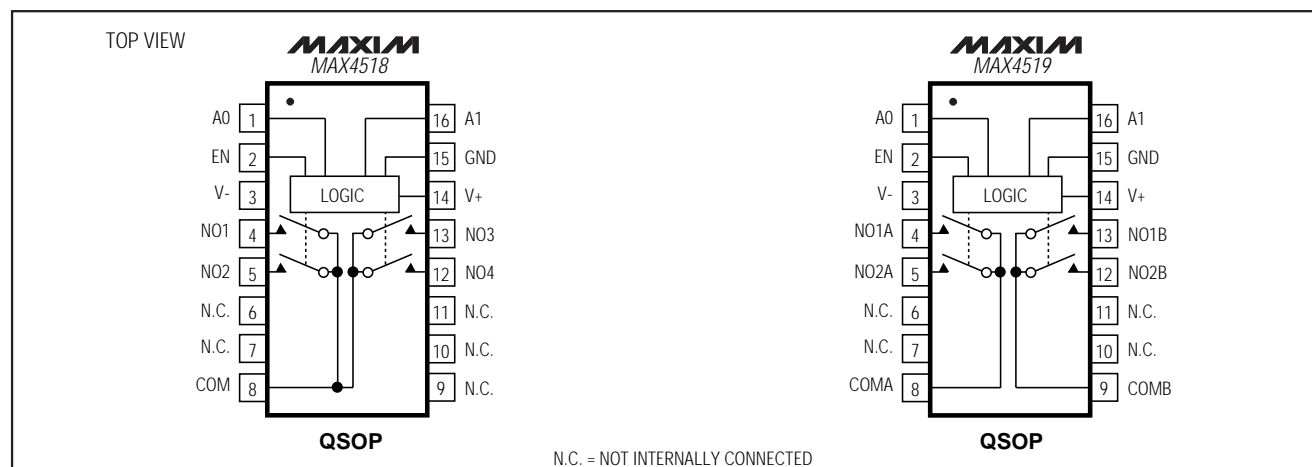 TOP VIEW
MAXIM
MAX4518
A0 1
EN 2
V- 3
NO1 4
NO2 5
N.C. 6
N.C. 7
COM 8
16 A1
15 GND
14 V+
13 NO3
12 NO4
11 N.C.
10 N.C.
9 N.C.
LOGIC
QSOP
MAXIM
MAX4519
A0 1
EN 2
V- 3
NO1A 4
NO2A 5
N.C. 6
N.C. 7
COMA 8
16 A1
15 GND
14 V+
13 NO1B
12 NO2B
11 N.C.
10 N.C.
9 COMB
LOGIC
QSOP
N.C. = NOT INTERNALLY CONNECTED